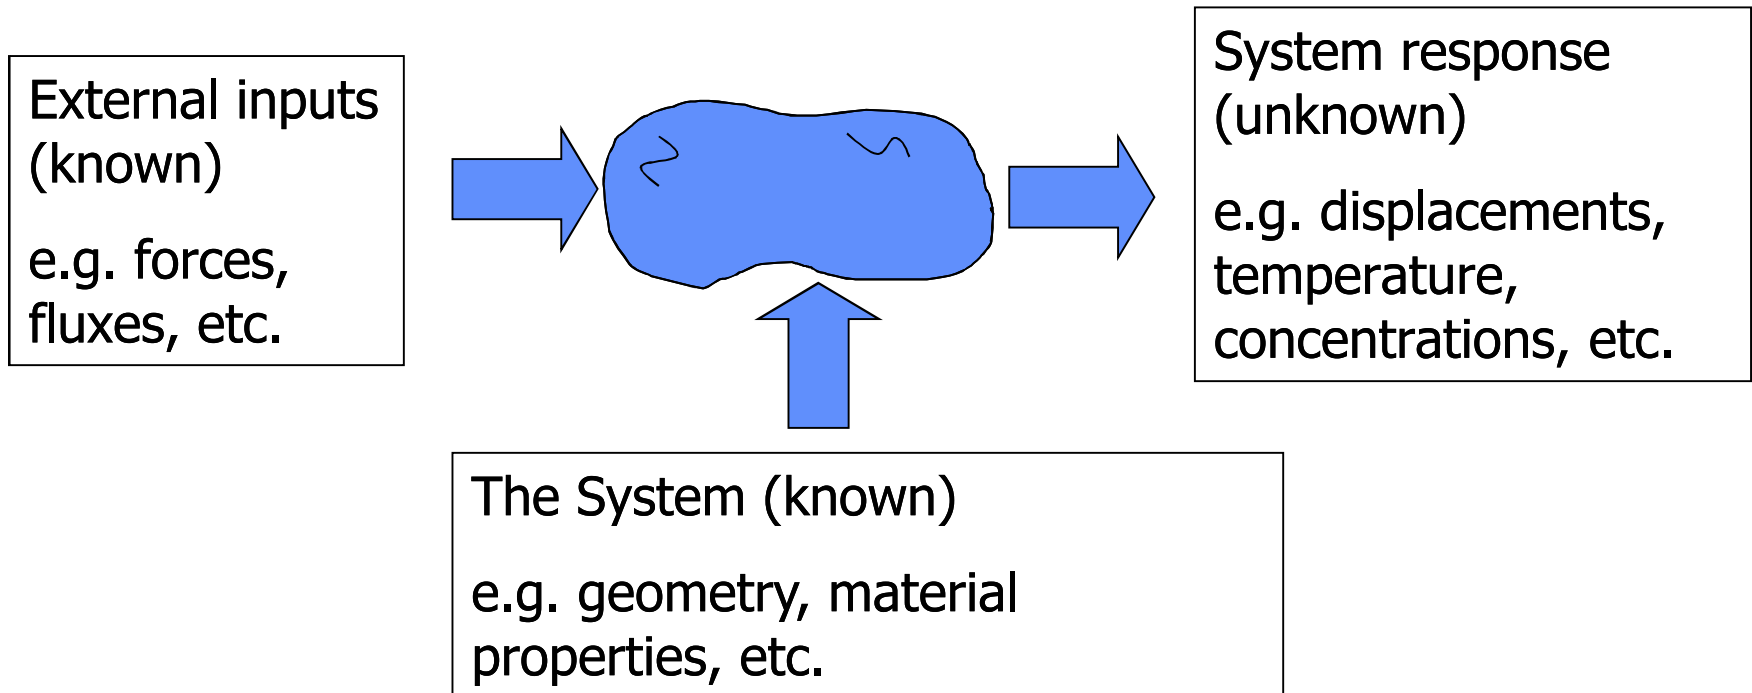 External inputs
(known)
e.g. forces,
fluxes, etc.
System response
(unknown)
e.g. displacements,
temperature,
concentrations, etc.
The System (known)
e.g. geometry, material
properties, etc.